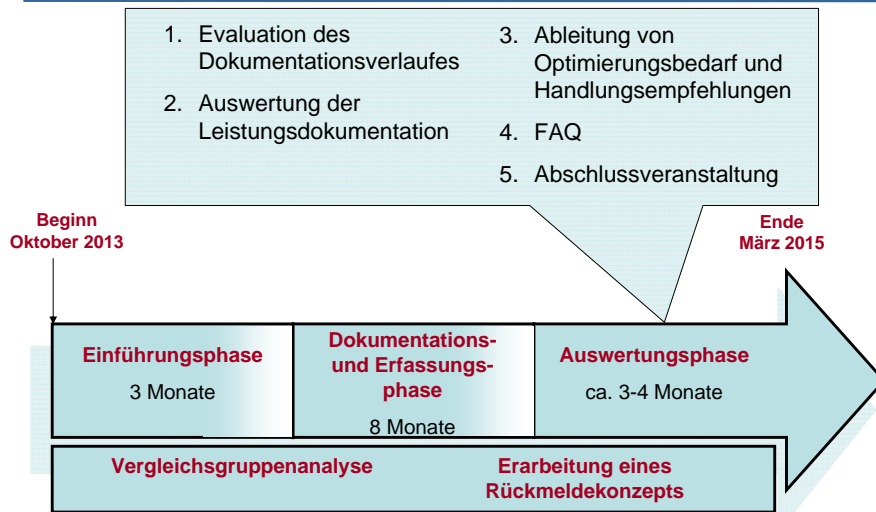 1. Evaluation des
Dokumentationsverlaufes
2. Auswertung der
Leistungsdokumentation
3. Ableitung von
Optimierungsbedarf und
Handlungsempfehlungen
4. FAQ
5. Abschlussveranstaltung
Beginn
Oktober 2013
Ende
März 2015
Einführungsphase
3 Monate
Dokumentations-
und Erfassungs-
phase
8 Monate
Auswertungsphase
ca. 3-4 Monate
Vergleichsgruppenanalyse
Erarbeitung eines
Rückmeldekonzepts